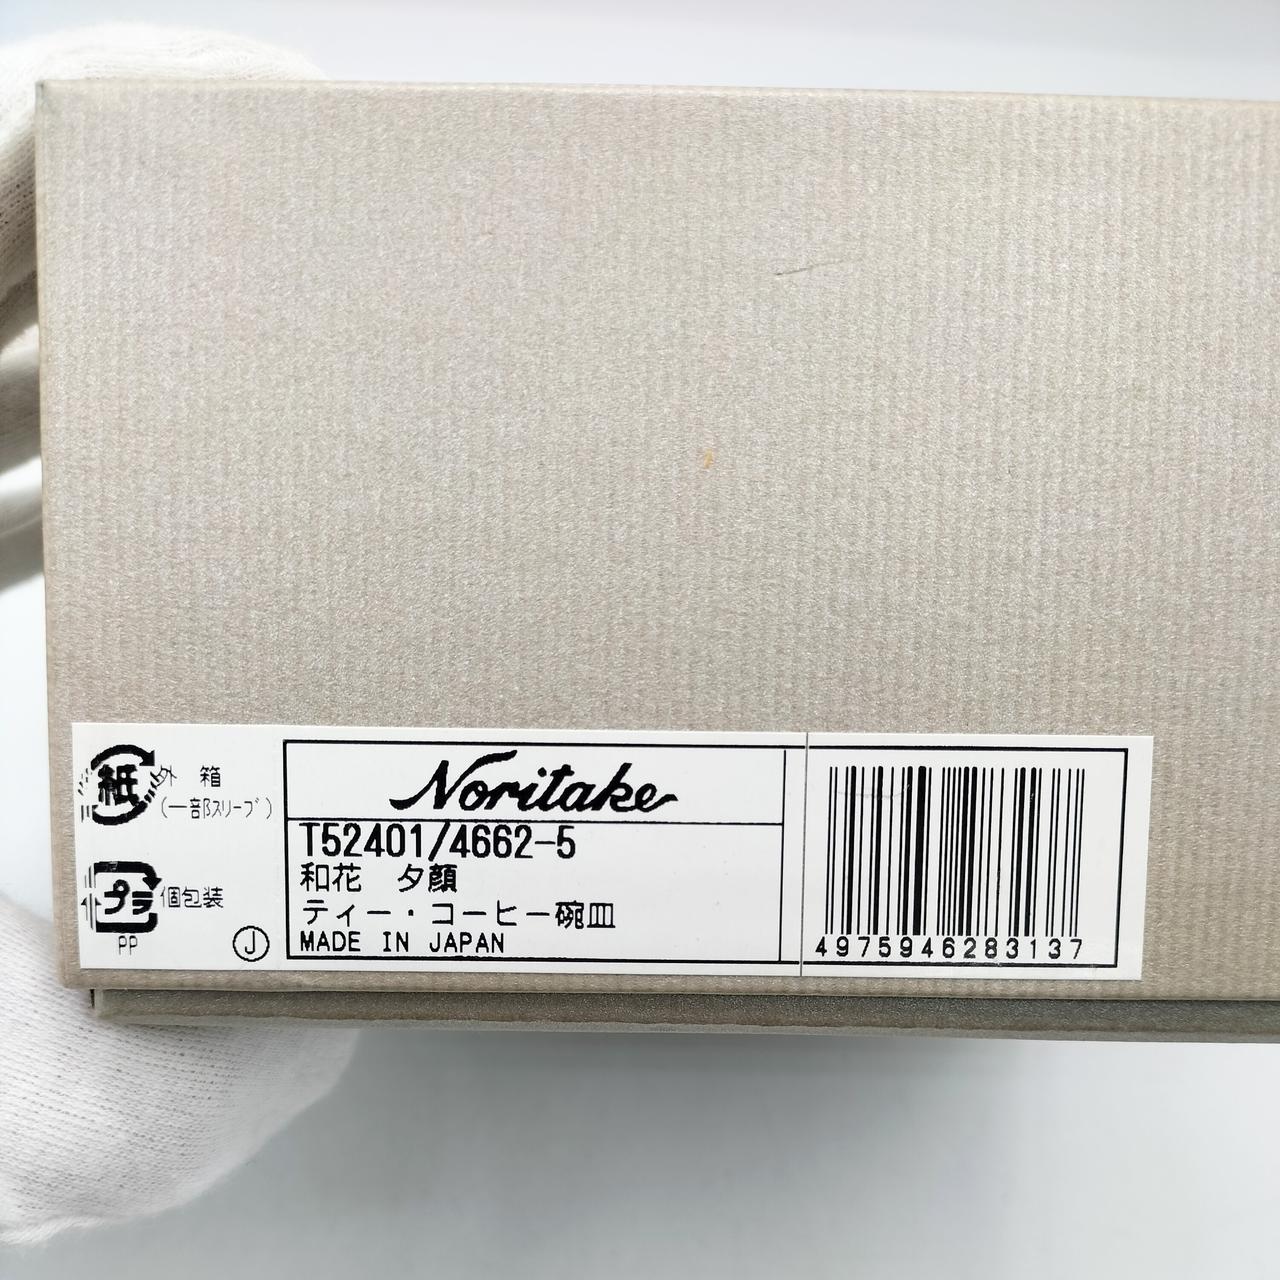 紙 外 箱
(一部ｽﾘｰﾌﾞ)
プラ 個包装
PP
J
Noritake
T52401/4662-5
和花 夕顔
ティー・コーヒー碗皿
MADE IN JAPAN
4975946283137